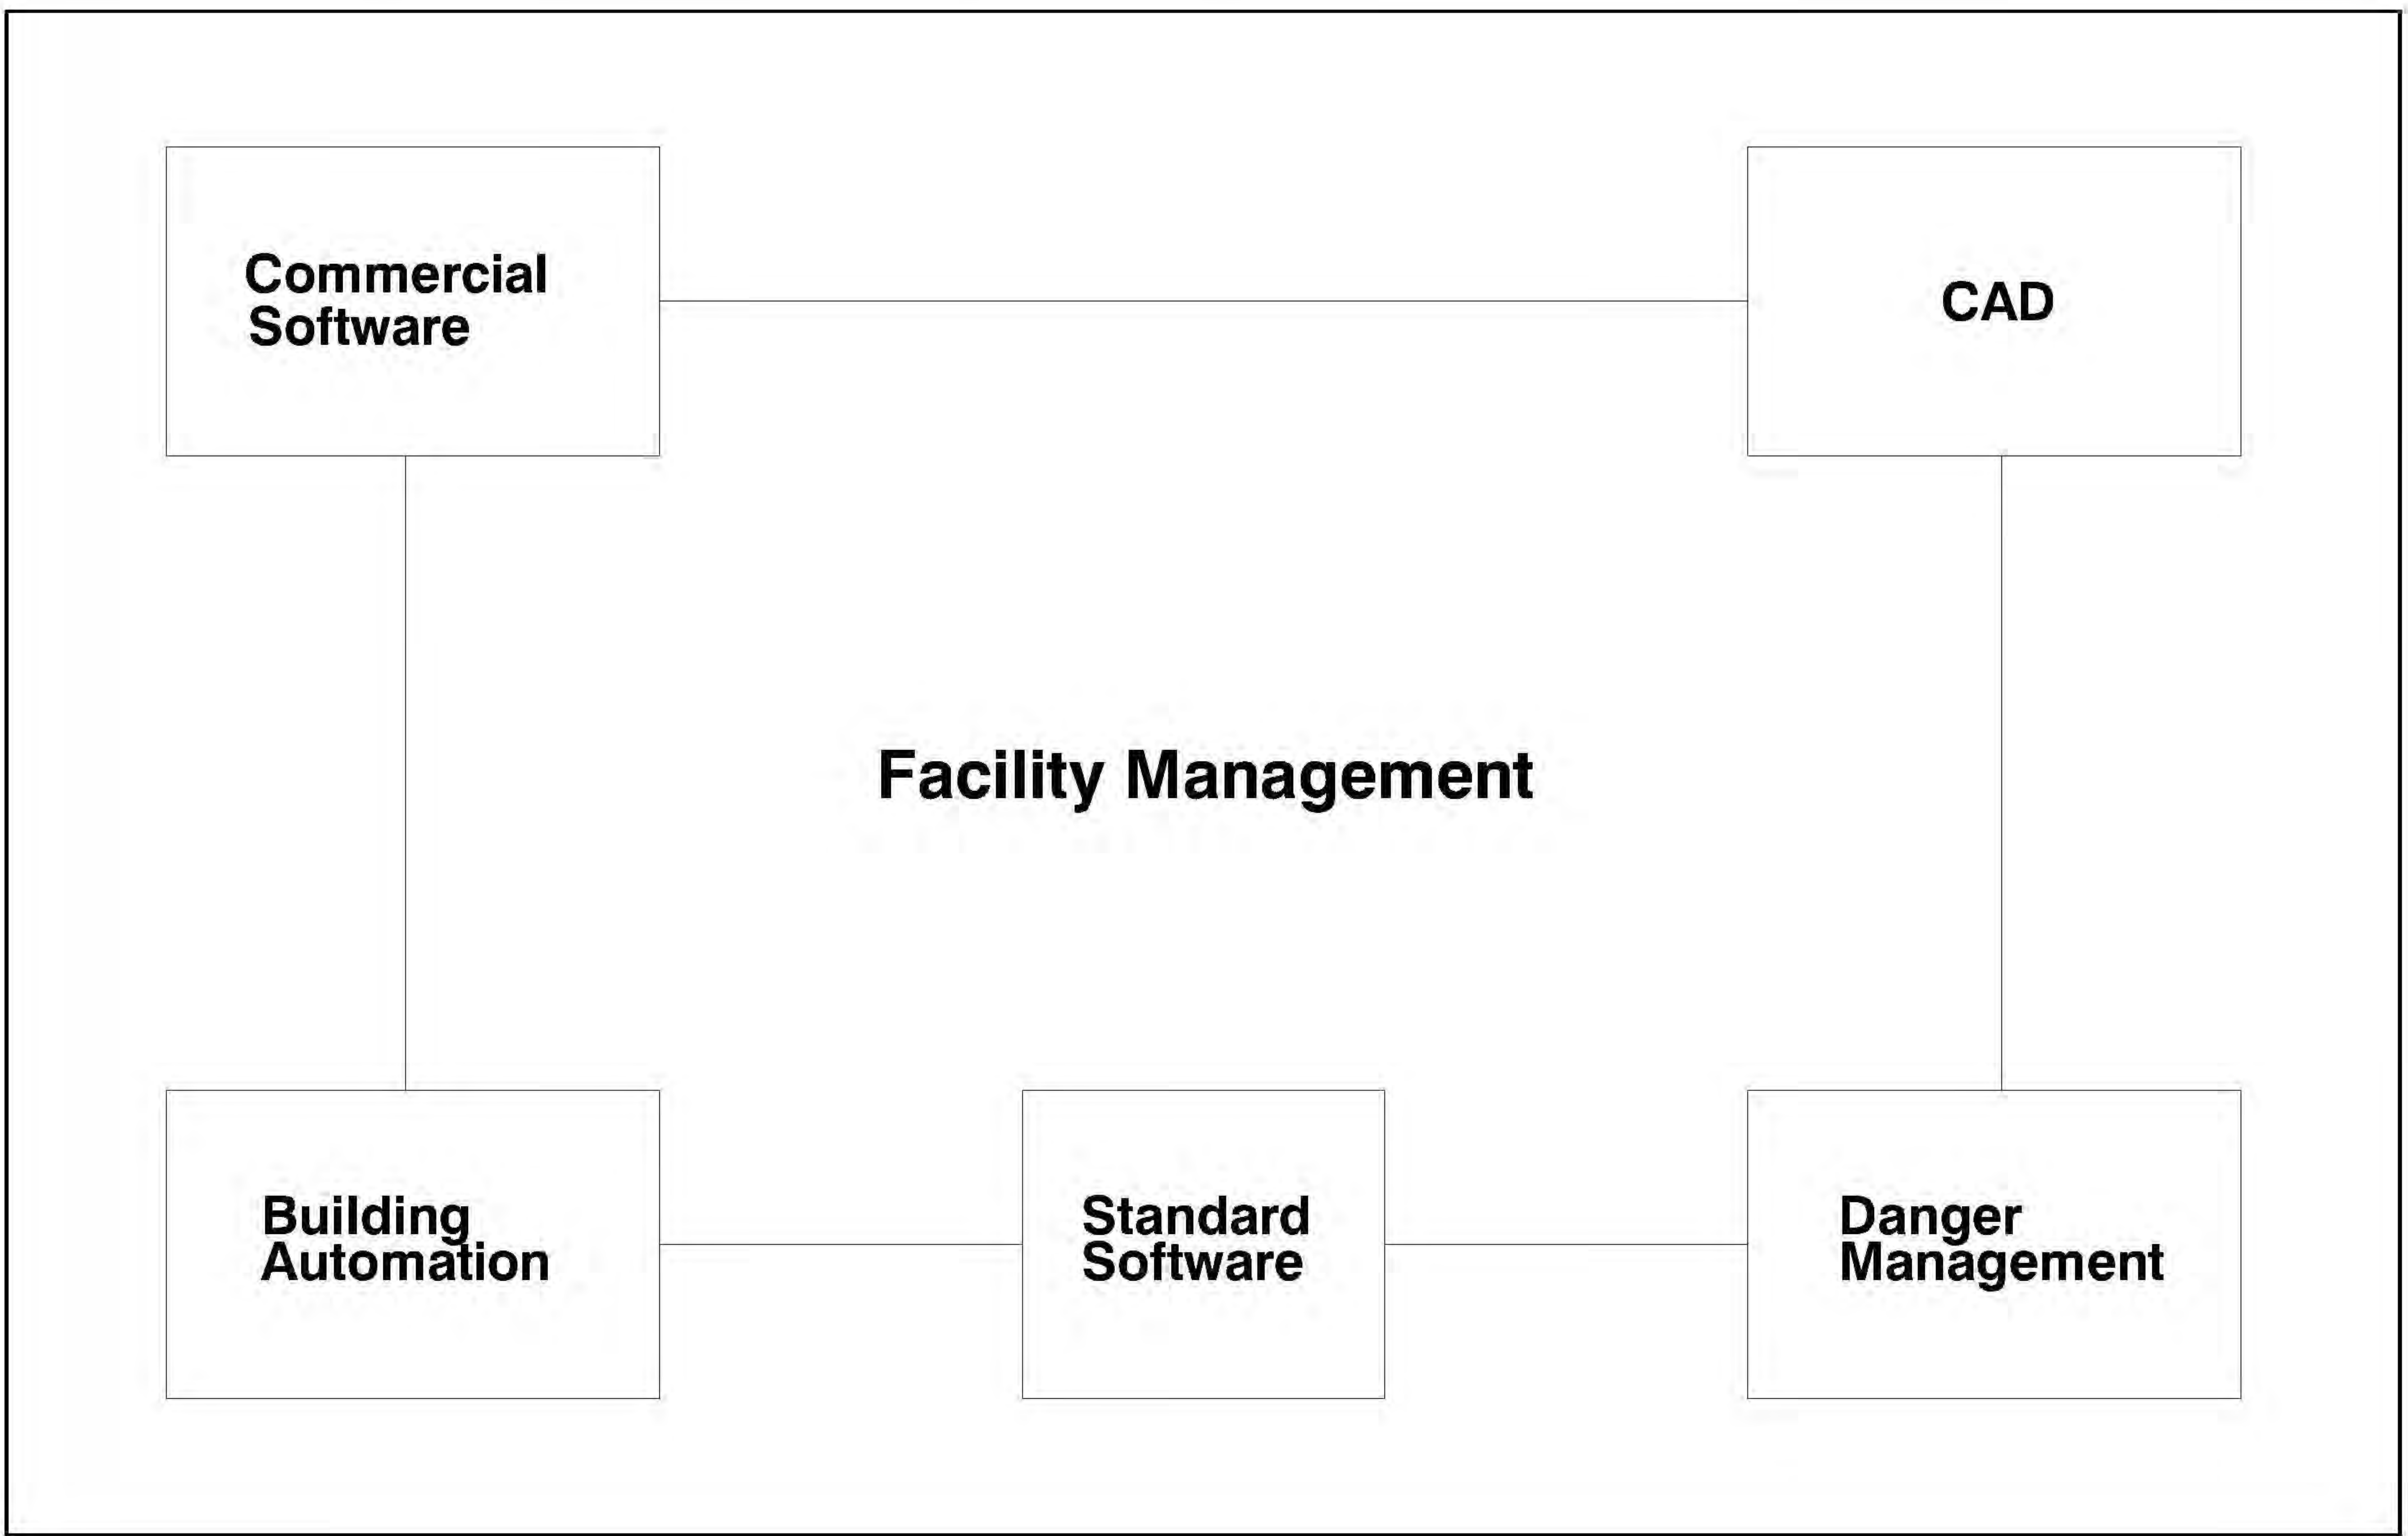 Commercial
Software
CAD
Facility Management
Building
Automation
Standard
Software
Danger
Management